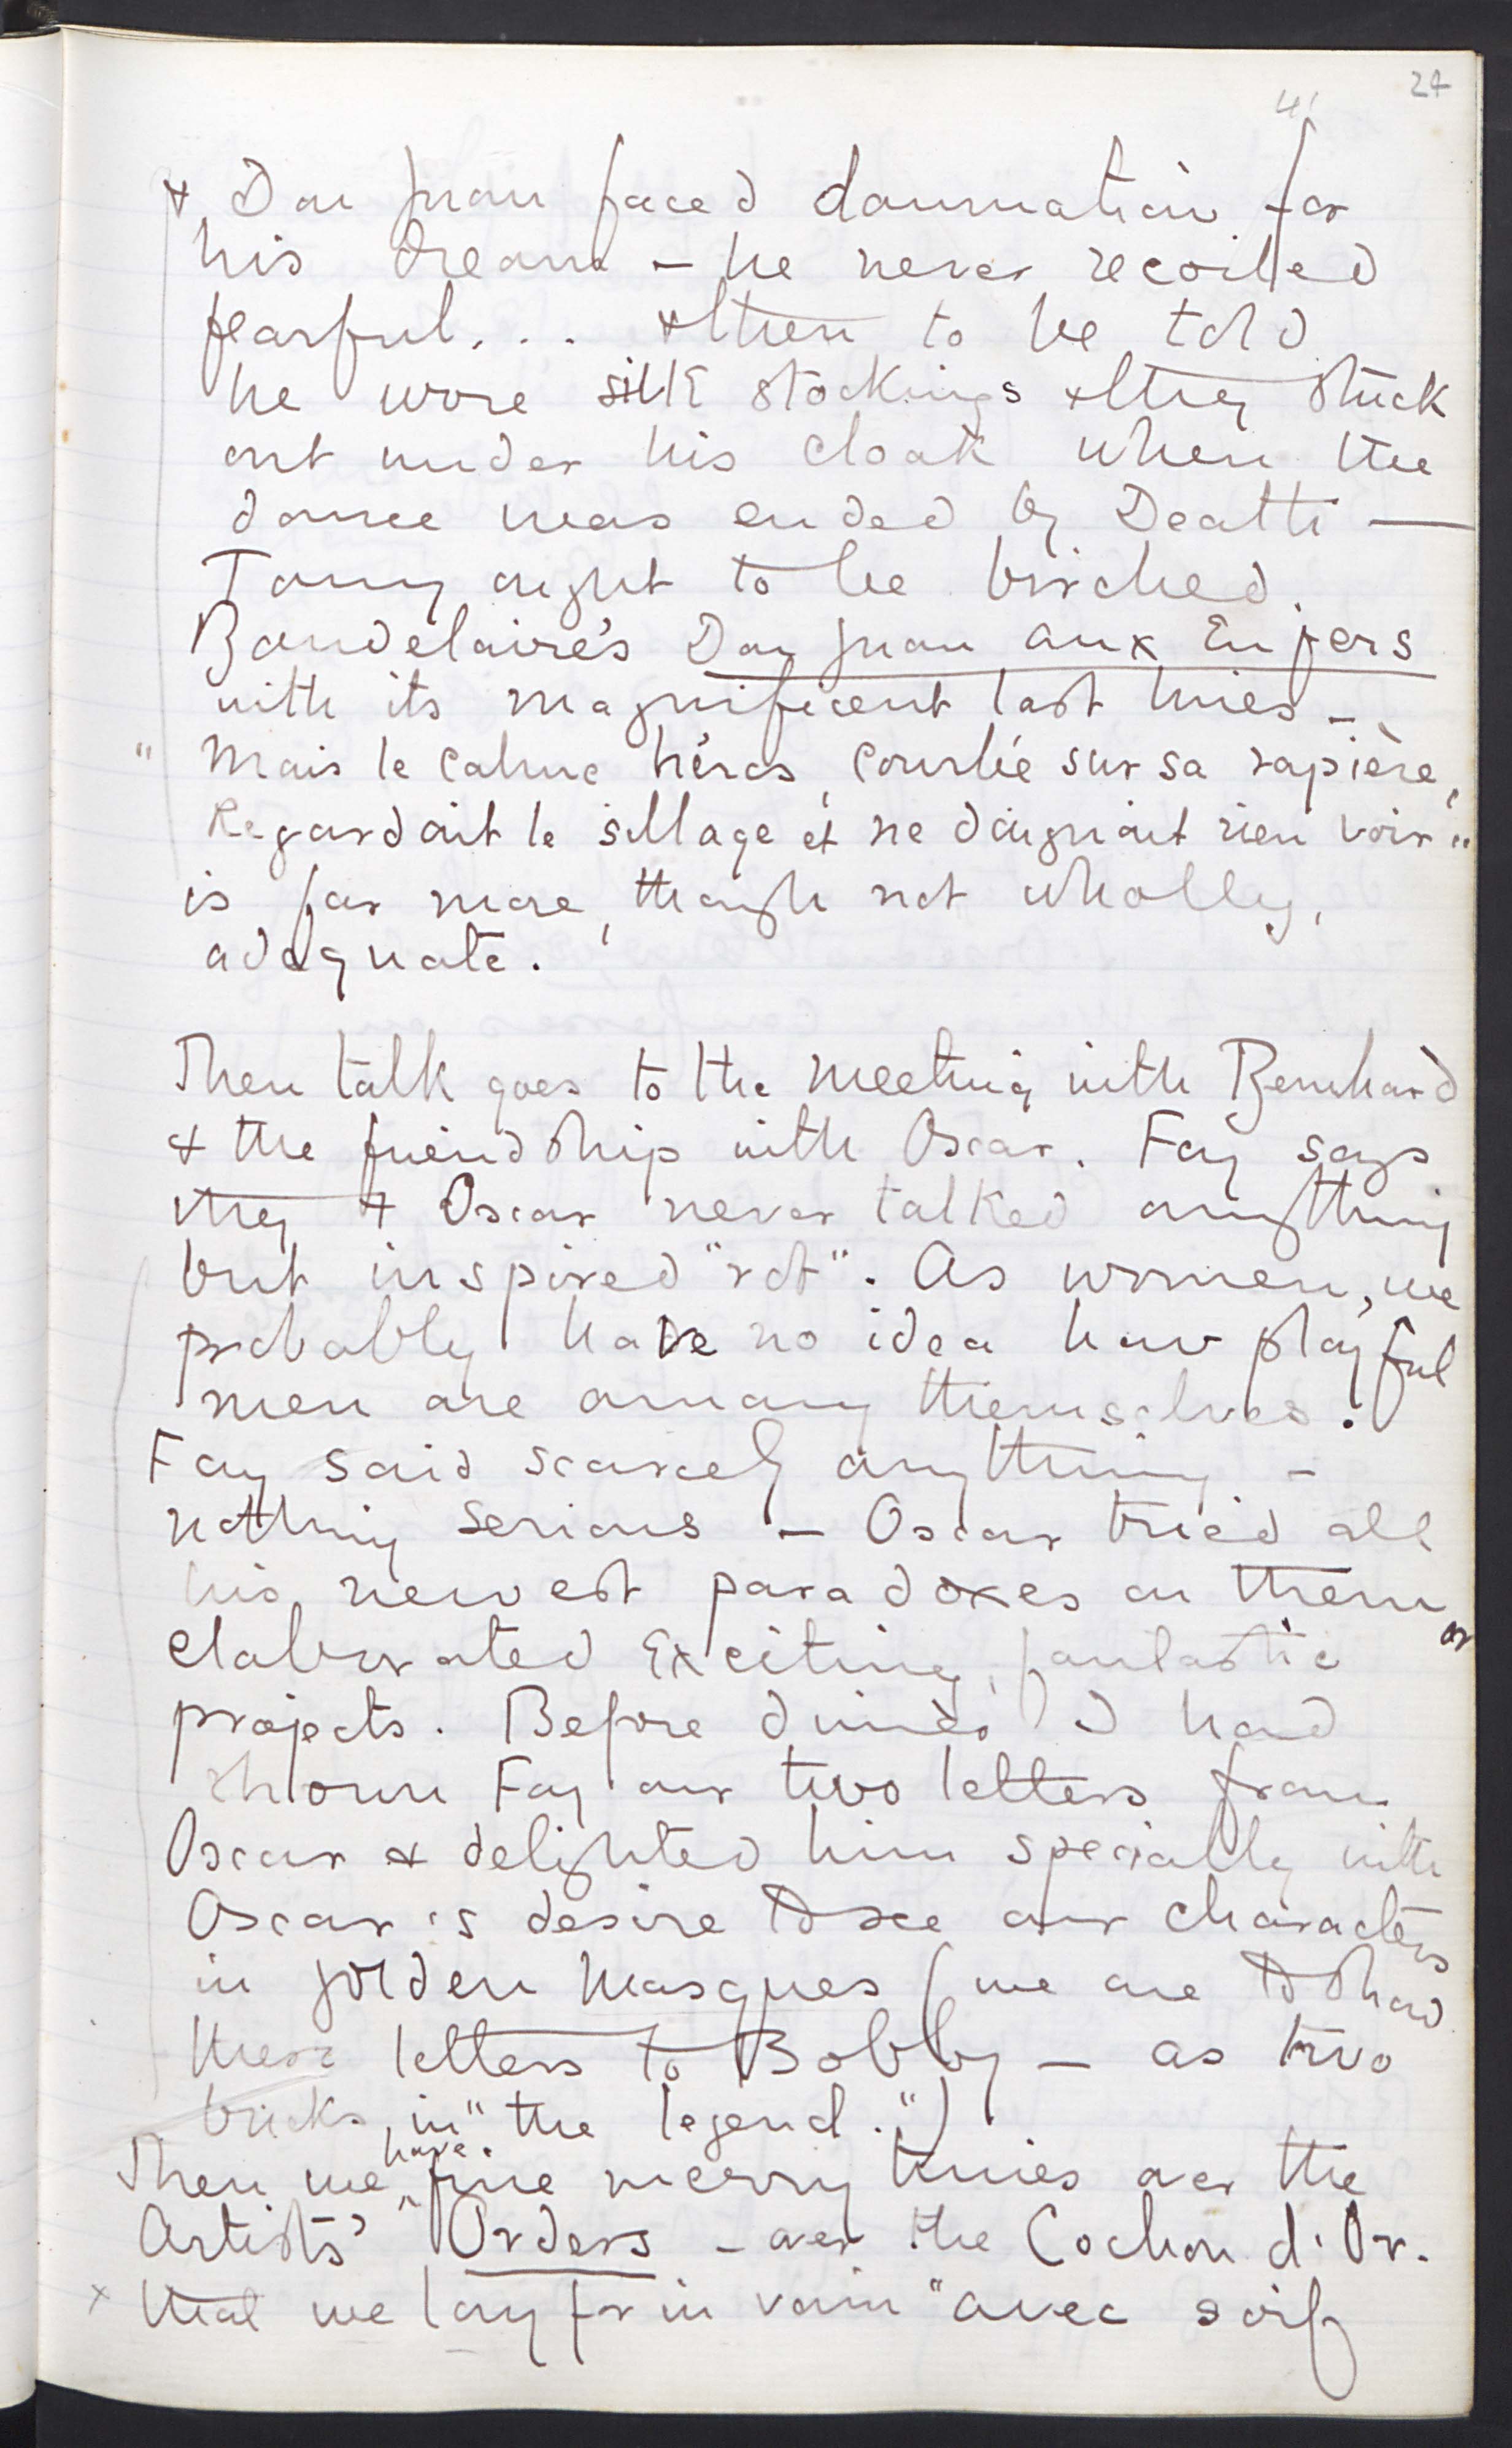 24
41
& Don Juan faced damnation for
his dream – he never recoiled
fearful... & then to be told
he wore silk stockings & they stuck
out under his cloak when the
dance was ended by Death —
Tomy ought to be birched.
Baudelaire's Don Juan aux Enfers
with its magnificent last lines –
"Mais le calme héros, courbé sur sa rapière,
Regardait le sillage et ne daignait rien voir"
is far more, though not wholly,
adequate.
Then talk goes to the meeting with Bernhard
& the friendship with Oscar. Fay says
they & Oscar never talked anything
but inspired "rot". As women, we
probably have no idea how playful
men are among themselves.
Fay said scarcely anything –
nothing serious – Oscar tried all
his newest paradoxes on them or
elaborated exciting, fantastic
projects. Before dinner I had
shown Fay our two letters from
Oscar & delighted him specially with
Oscar's desire to see our characters
in golden Masques (we are to show
these letters to Bobby – as two
bricks in "the legend.")
Then we have fine merry times over the
Artists' Orders – over the Cochon d'Or.
x that we long for in vain "avec soif